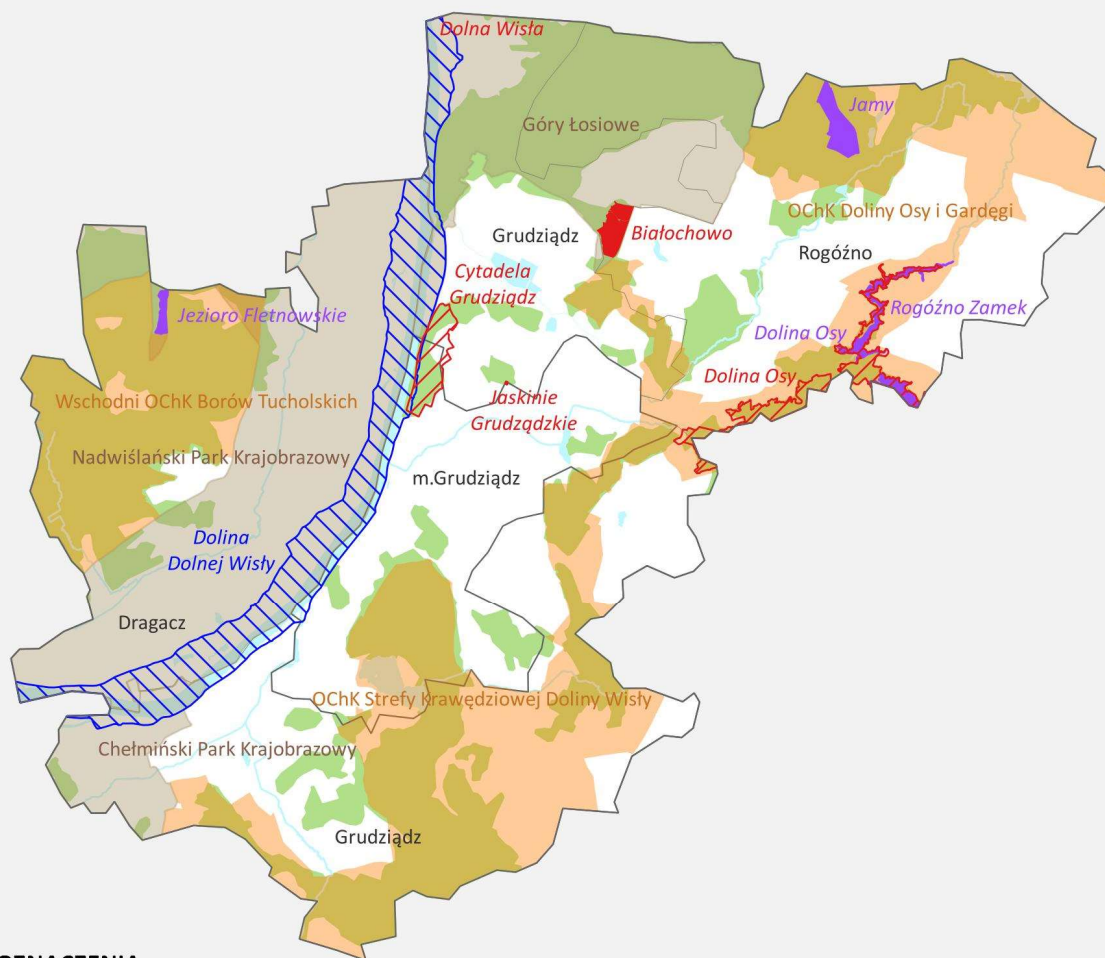 Dolna Wisła
Jamy
Góry Łosiowe
OChK Doliny Osy i Gardęgi
Grudziądz
Białochowo
Rogóźno
Cytadela
Grudziądz
Jezioro Fletnowskie
Rogóźno Zamek
Dolina Osy
Dolina Osy
Jaskinie
Grudządzkie
Wschodni OChK Borów Tucholskich
Nadwiślański Park Krajobrazowy
m.Grudziądz
Dolina
Dolnej Wisły
Dragacz
OChK Strefy Krawędziowej Doliny Wisły
Chełmiński Park Krajobrazowy
Grudziądz